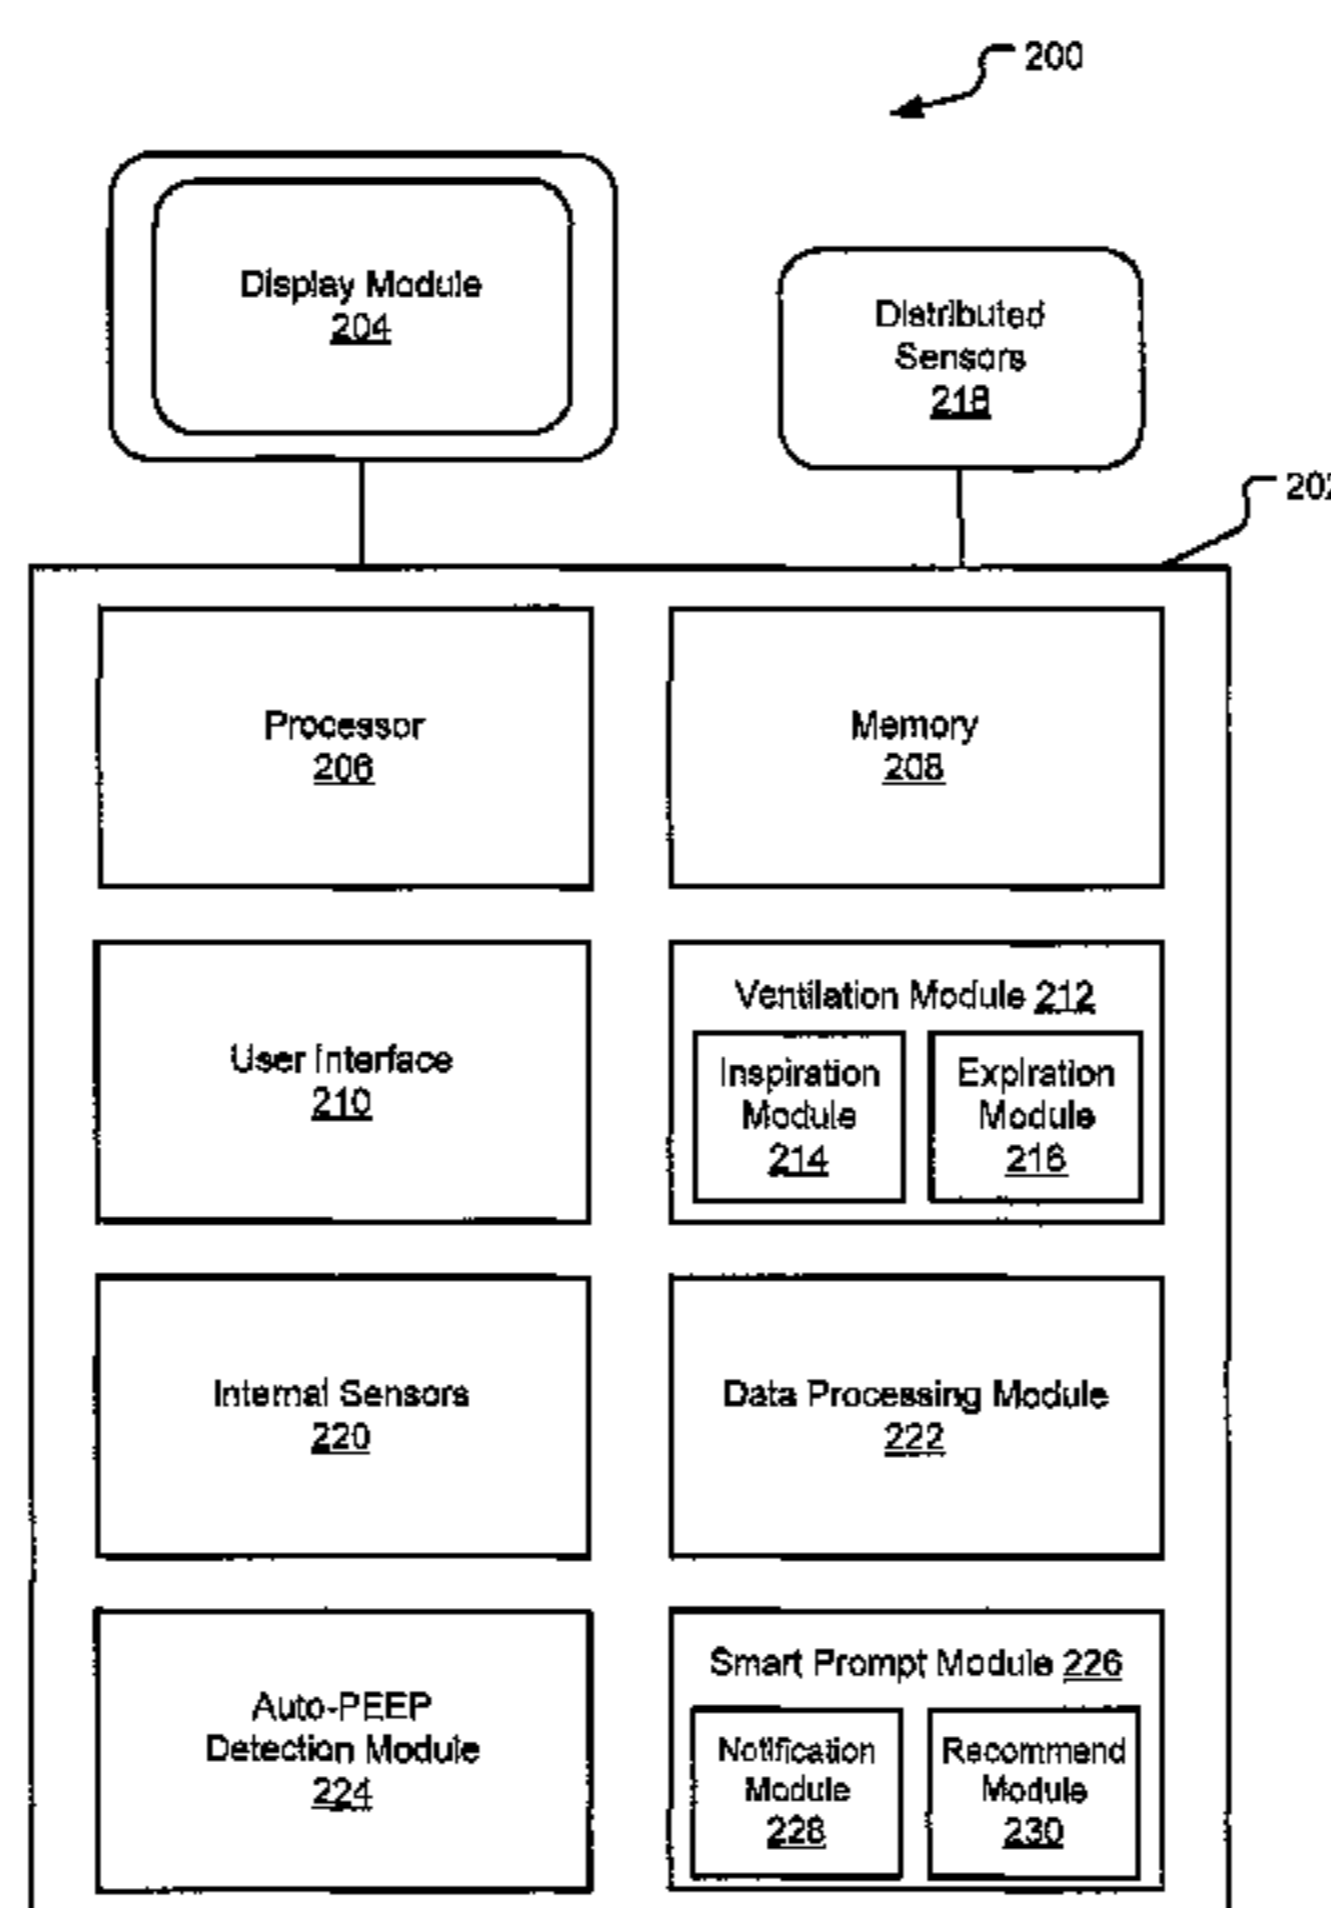 200
Display Module
204
Distributed
Sensors
218
202
Processor
206
Memory
208
User Interface
210
Ventilation Module 212
Inspiration
Module
214
Expiration
Module
216
Internal Sensors
220
Data Processing Module
222
Auto-PEEP
Detection Module
224
Smart Prompt Module 226
Notification
Module
228
Recommend
Module
230